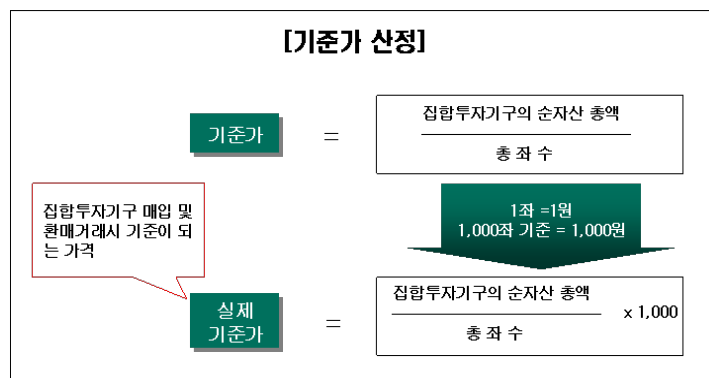 [기준가 산정]
기준가
=
집합투자기구의 순자산 총액
총 좌 수
집합투자기구 매입 및
환매거래시 기준이 되
는 가격
1좌 =1원
1,000좌 기준 = 1,000원
실제
기준가
=
집합투자기구의 순자산 총액
총 좌 수
x 1,000